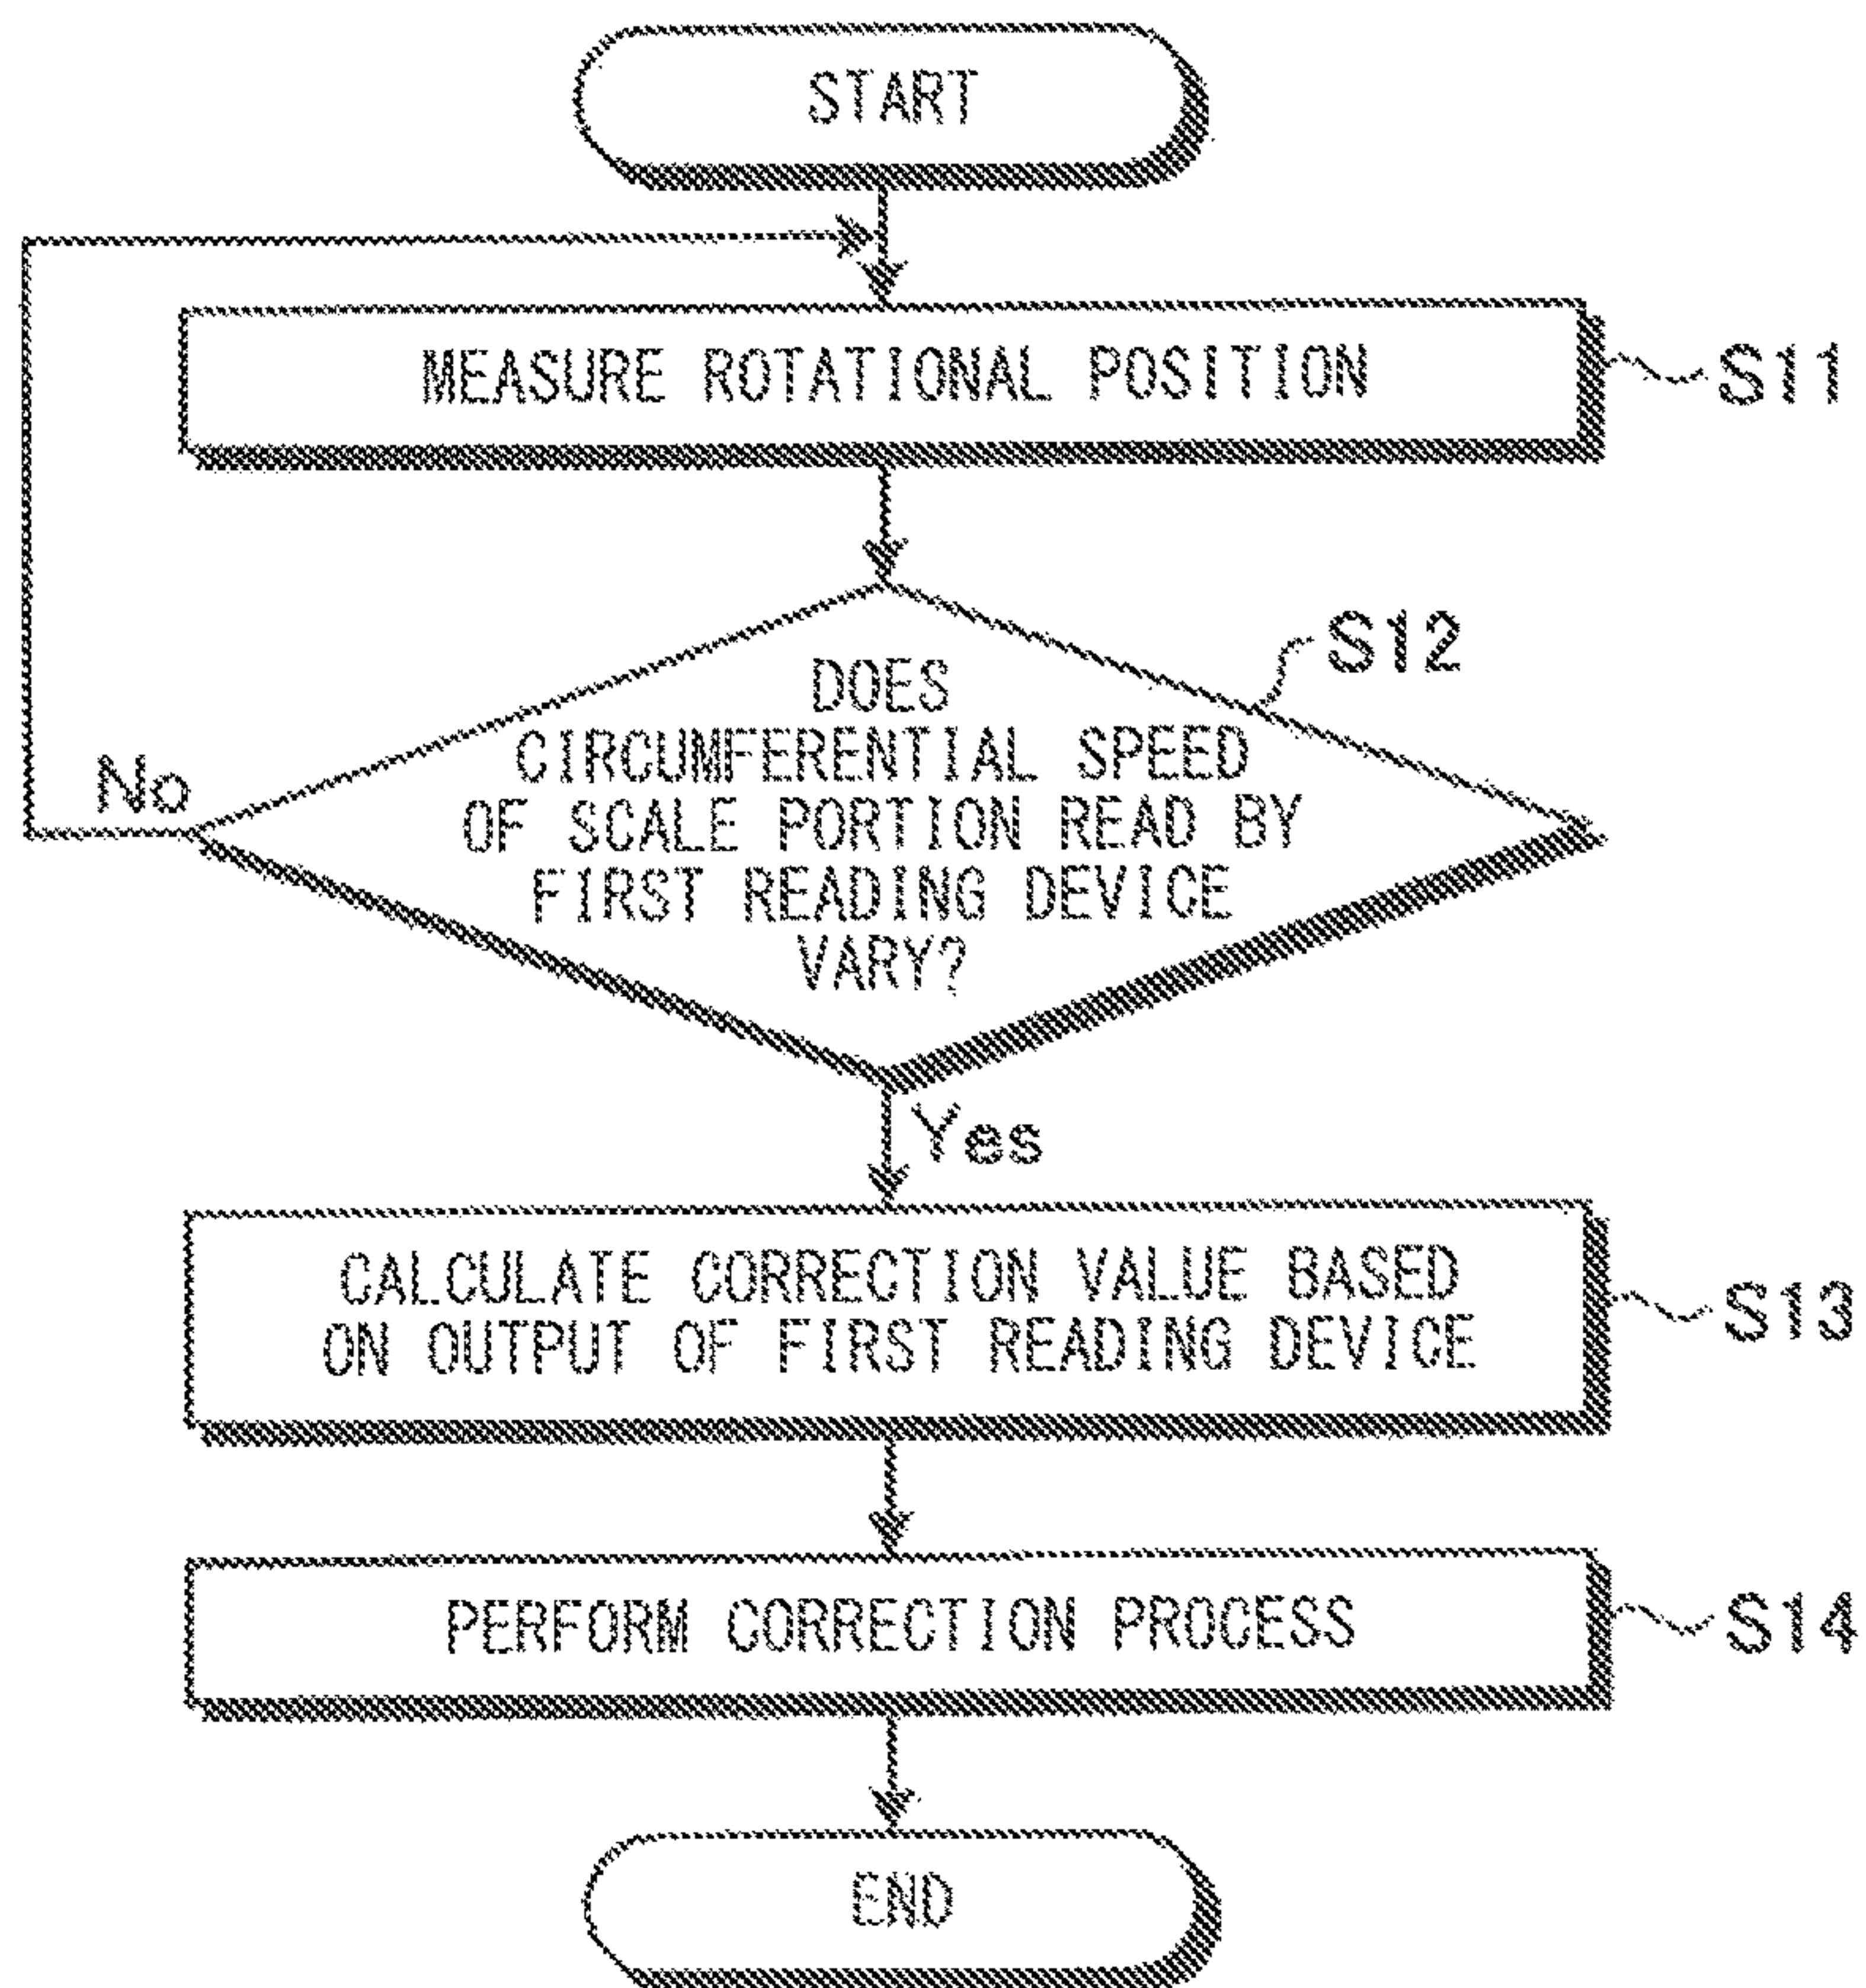 START
MEASURE ROTATIONAL POSITION
S11
S12
DOES
CIRCUMFERENTIAL SPEED
OF SCALE PORTION READ BY
FIRST READING DEVICE
VARY?
No
Yes
CALCULATE CORRECTION VALUE BASED
ON OUTPUT OF FIRST READING DEVICE
S13
PERFORM CORRECTION PROCESS
S14
END